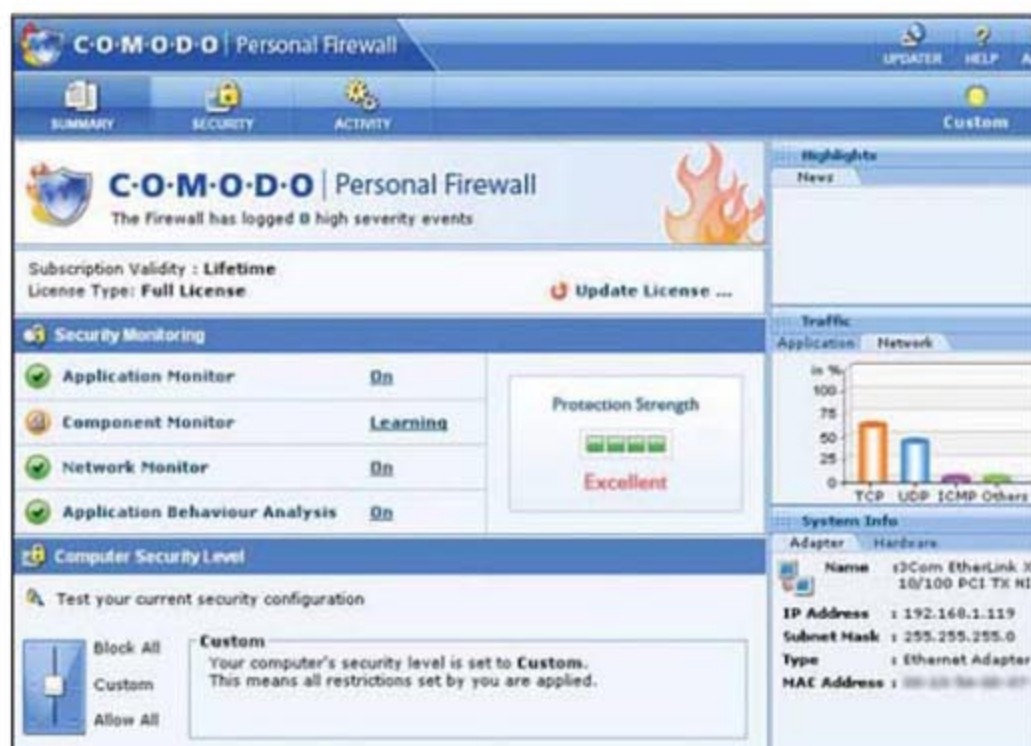 C·O·M·O·D·O | Personal Firewall
UPDATER HELP
SUMMARY SECURITY ACTIVITY
Custom
C·O·M·O·D·O | Personal Firewall
The Firewall has logged 0 high severity events
Subscription Validity : Lifetime
License Type: Full License
Update License ...
Security Monitoring
Application Monitor On
Component Monitor Learning
Network Monitor On
Application Behaviour Analysis On
Protection Strength
Excellent
Computer Security Level
Test your current security configuration
Block All
Custom
Allow All
Custom
Your computer's security level is set to Custom.
This means all restrictions set by you are applied.
Highlights
News
Traffic
Application Network
in %
100
75
50
25
0
TCP UDP ICMP Others
System Info
Adapter Hardware
Name :3Com EtherLink X
10/100 PCI TX NI
IP Address : 192.168.1.119
Subnet Mask : 255.255.255.0
Type : Ethernet Adapter
MAC Address :